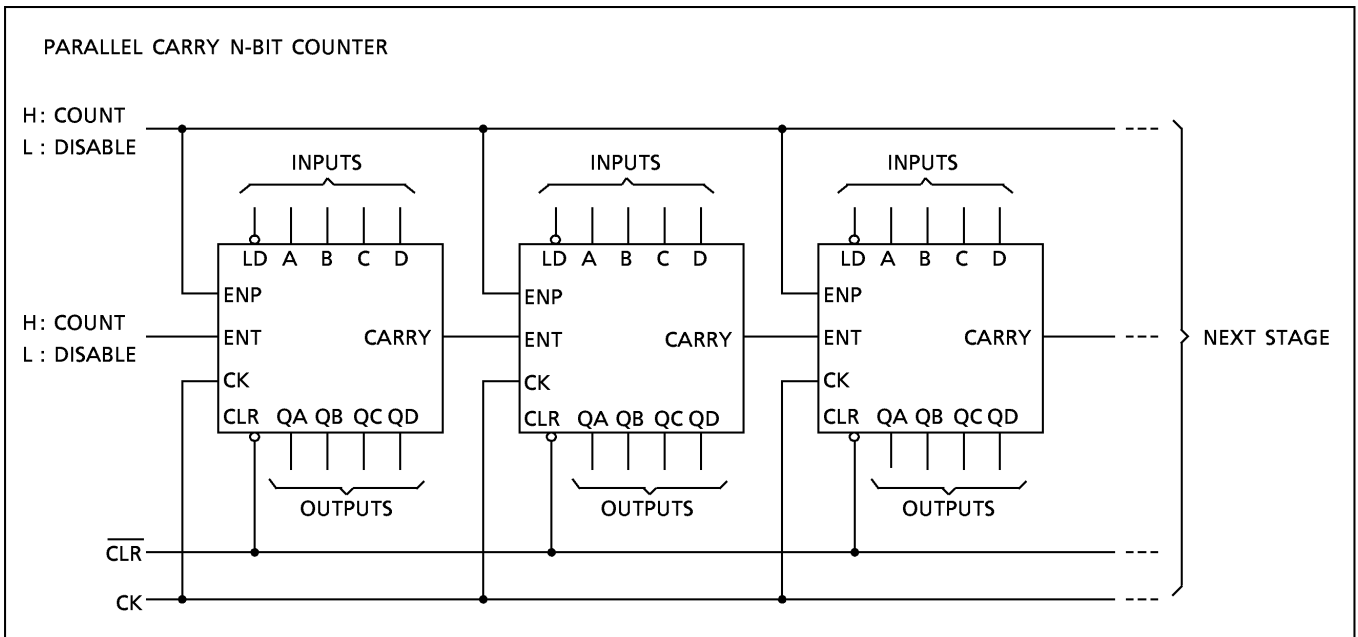 PARALLEL CARRY N-BIT COUNTER
H: COUNT
L : DISABLE
INPUTS
INPUTS
INPUTS
LD A B C D
LD A B C D
LD A B C D
ENP
ENP
ENP
H: COUNT
L : DISABLE
ENT
CARRY
ENT
CARRY
ENT
CARRY
NEXT STAGE
CK
CK
CK
CLR QA QB QC QD
CLR QA QB QC QD
CLR QA QB QC QD
OUTPUTS
OUTPUTS
OUTPUTS
C̅L̅R̅
CK